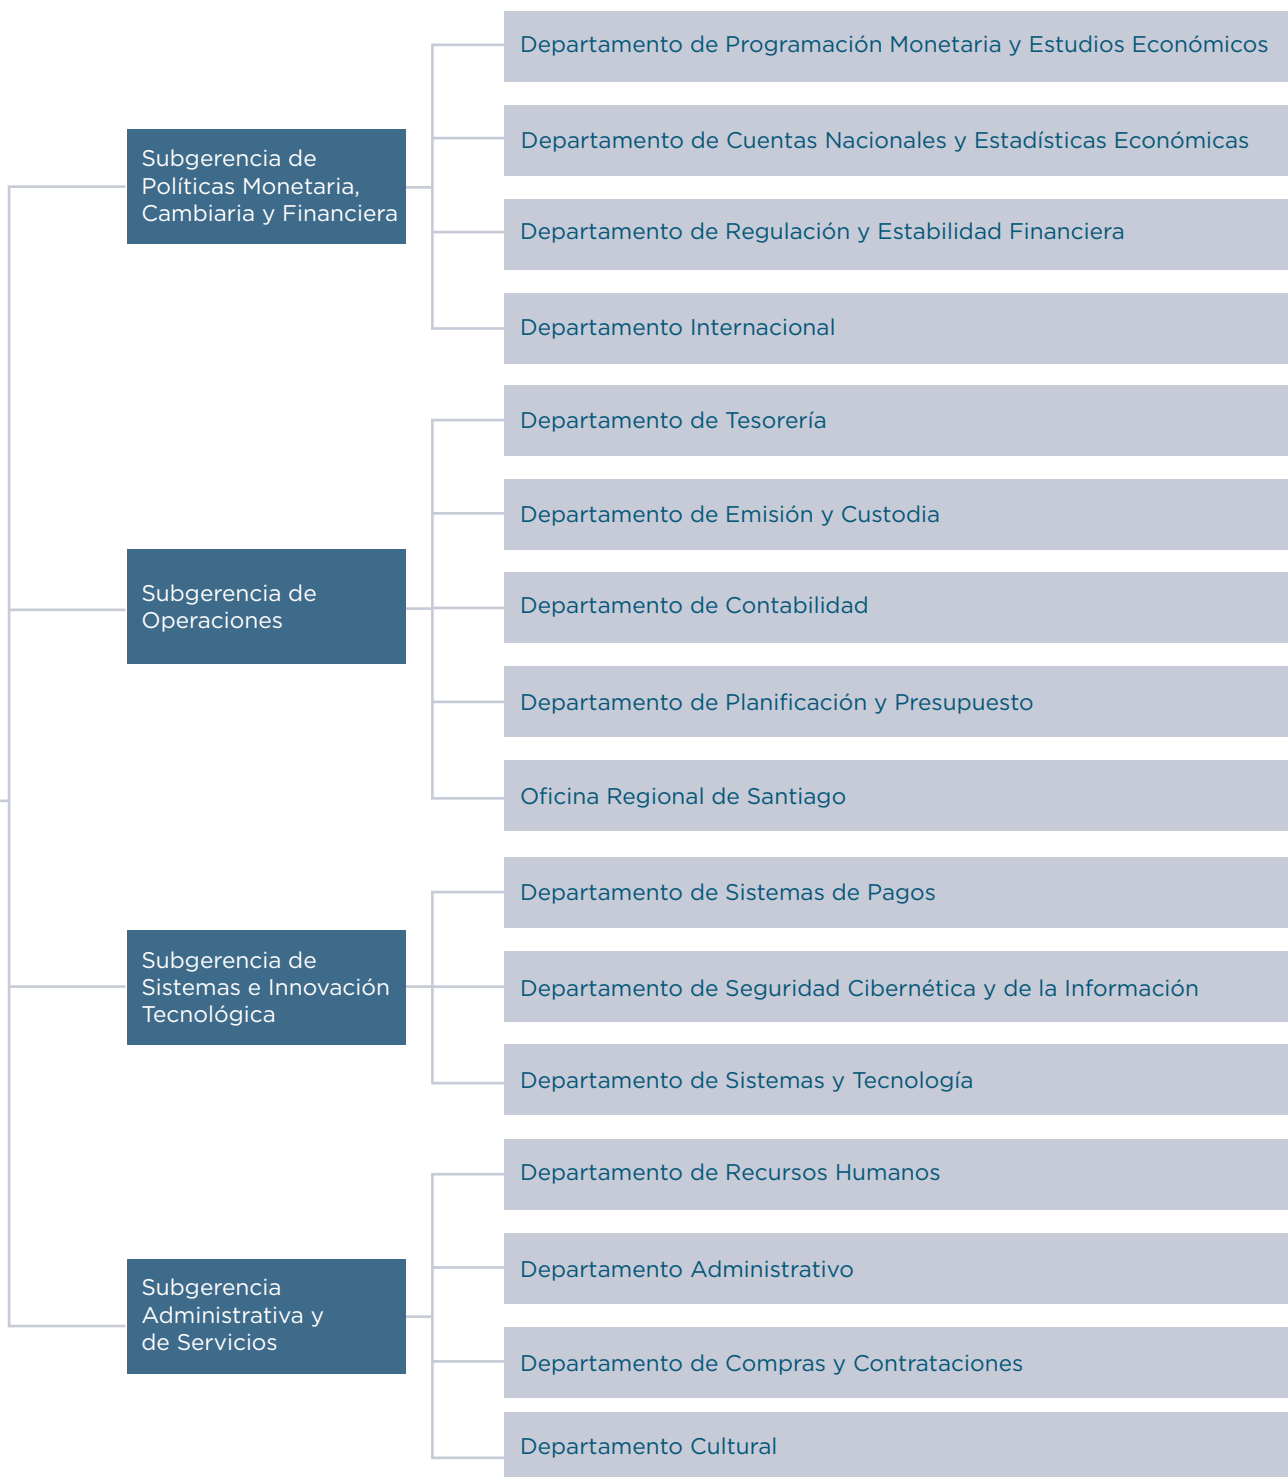 Departamento de Programación Monetaria y Estudios Económicos
Departamento de Cuentas Nacionales y Estadísticas Económicas
Subgerencia de
Políticas Monetaria,
Cambiaria y Financiera
Departamento de Regulación y Estabilidad Financiera
Departamento Internacional
Departamento de Tesorería
Departamento de Emisión y Custodia
Subgerencia de
Operaciones
Departamento de Contabilidad
Departamento de Planificación y Presupuesto
Oficina Regional de Santiago
Departamento de Sistemas de Pagos
Subgerencia de
Sistemas e Innovación
Tecnológica
Departamento de Seguridad Cibernética y de la Información
Departamento de Sistemas y Tecnología
Departamento de Recursos Humanos
Departamento Administrativo
Subgerencia
Administrativa y
de Servicios
Departamento de Compras y Contrataciones
Departamento Cultural